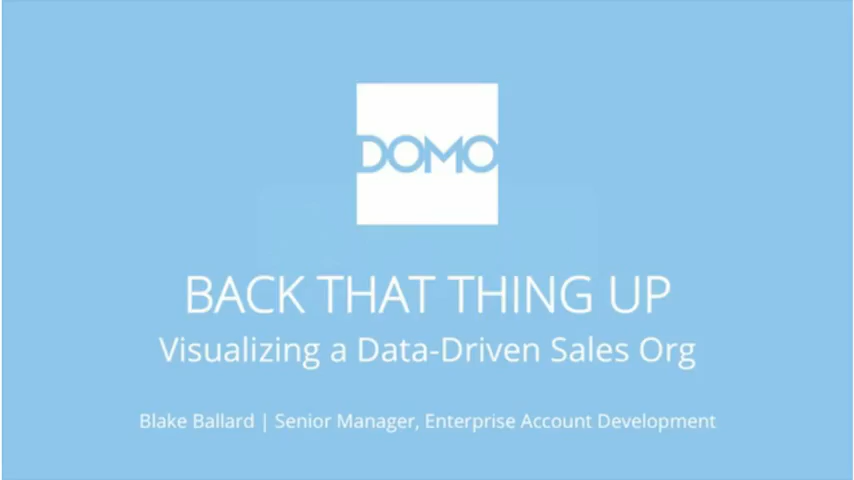 DOMO
BACK THAT THING UP
Visualizing a Data-Driven Sales Org
Blake Ballard | Senior Manager, Enterprise Account Development